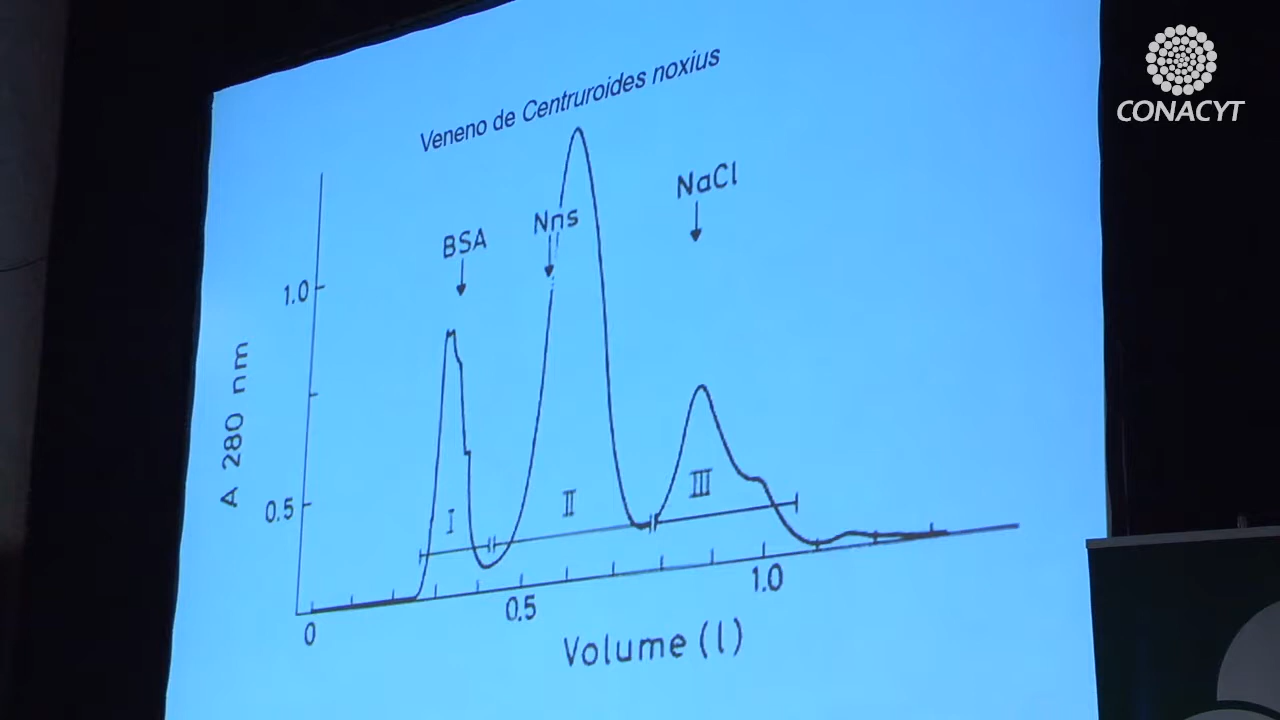 Veneno de Centruroides noxius
CONACYT
NaCl
Nns
BSA
1.0
A 280 nm
0.5
I
II
III
0
0.5
1.0
Volume (l)